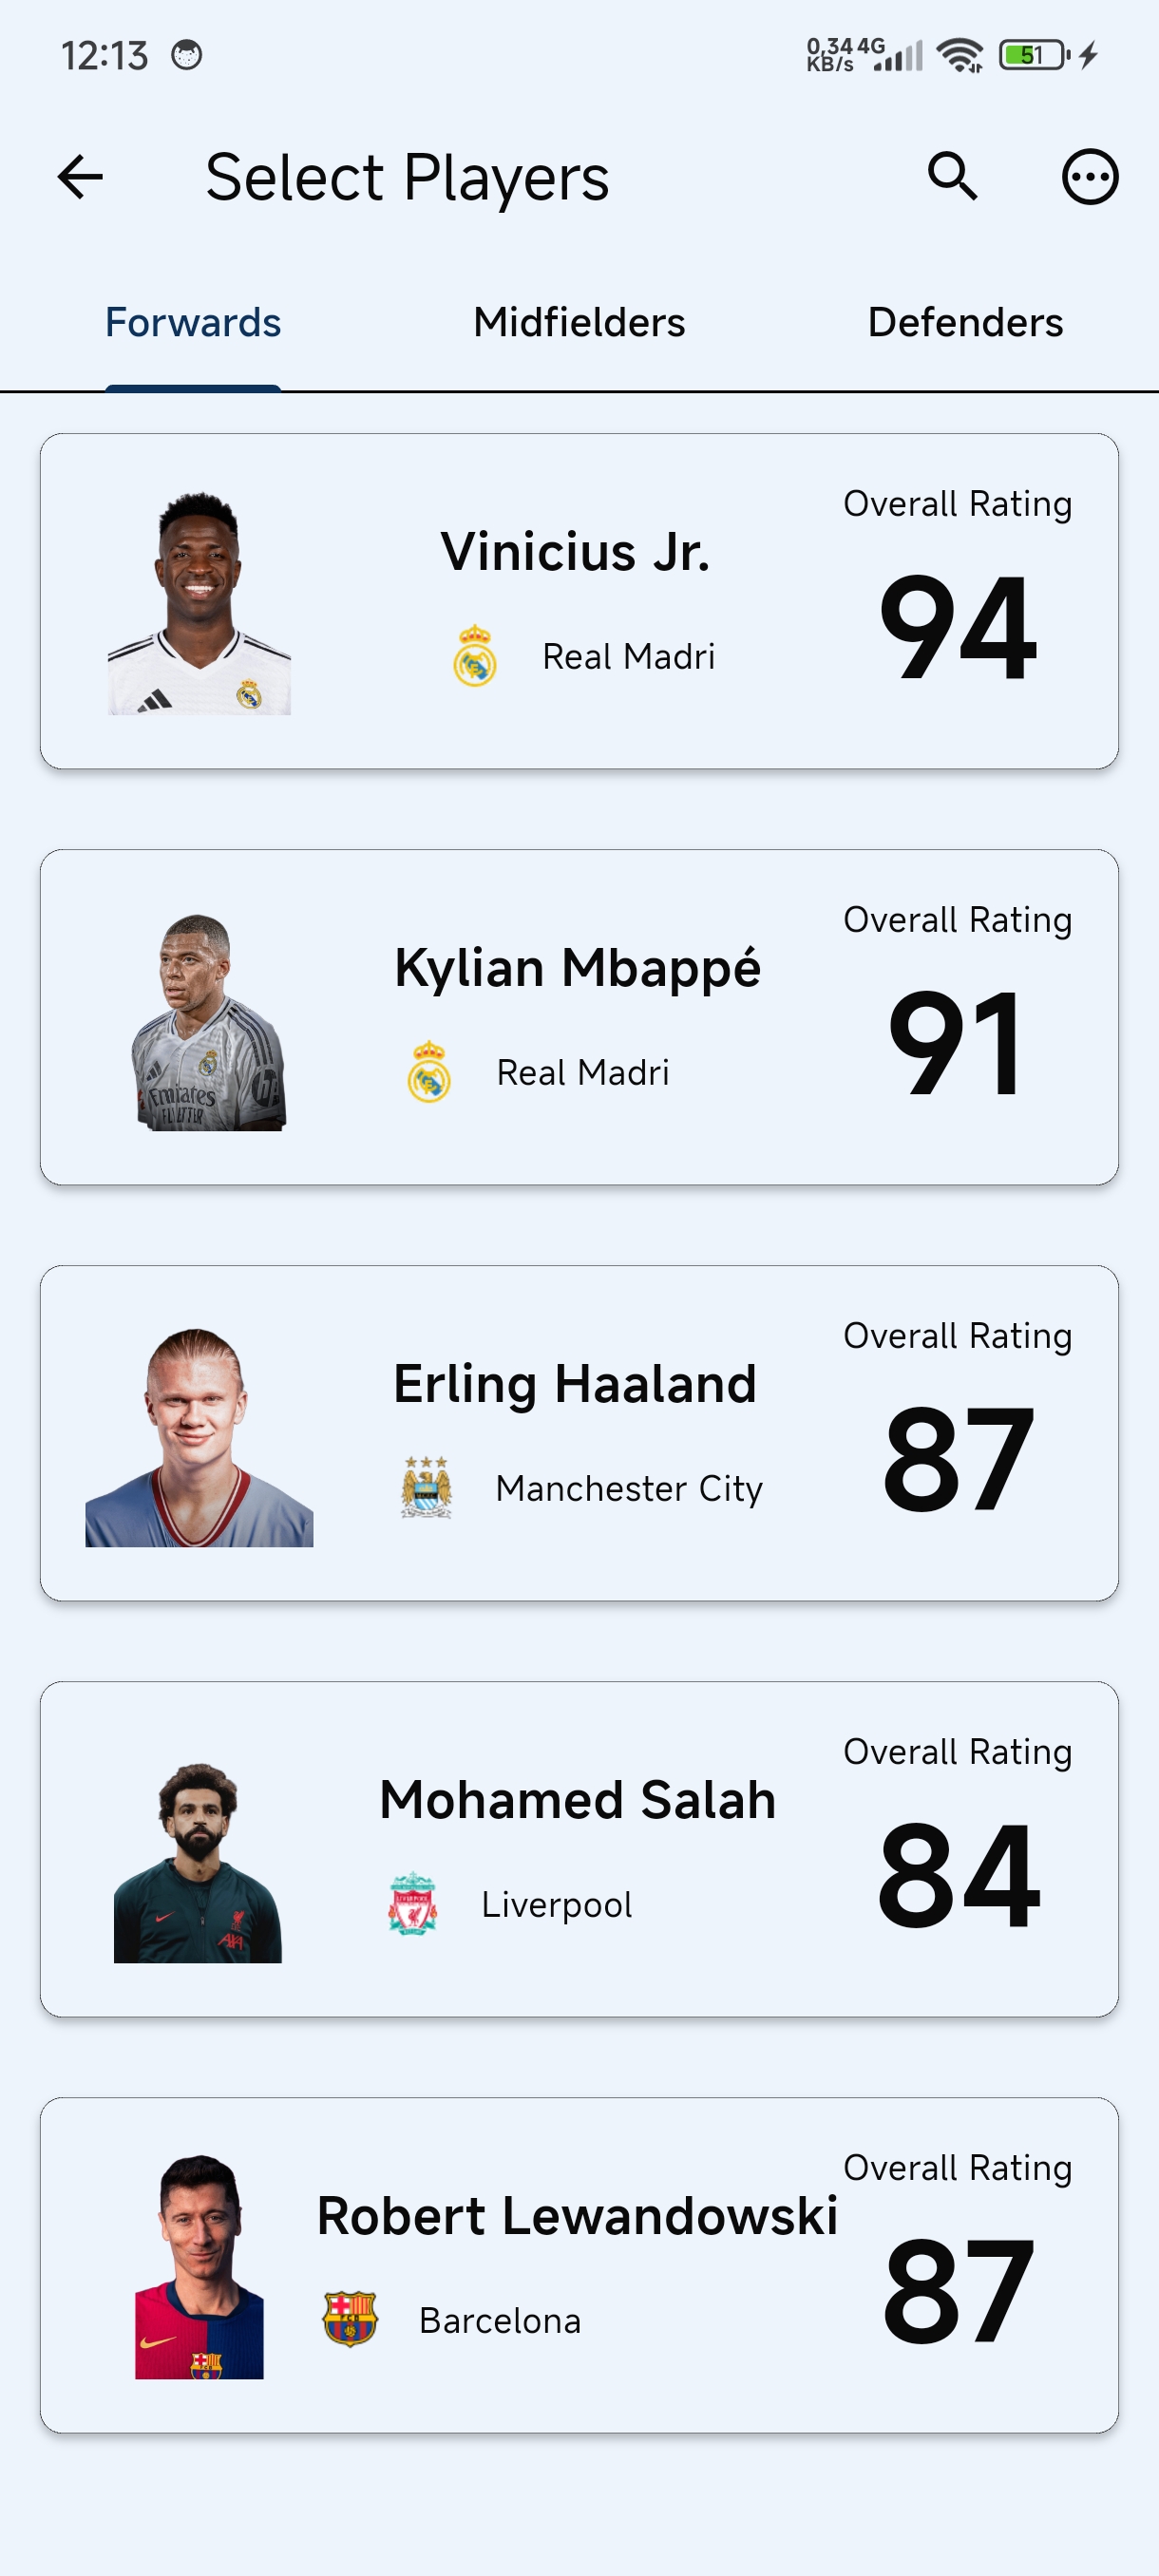 12:13
0,34 4G
KB/s
51
Select Players
Forwards
Midfielders
Defenders
Overall Rating
Vinicius Jr.
94
Real Madri
Overall Rating
Kylian Mbappé
91
Real Madri
Emirates
Overall Rating
Erling Haaland
87
Manchester City
Overall Rating
Mohamed Salah
84
Liverpool
AXA
Overall Rating
Robert Lewandowski
87
Barcelona